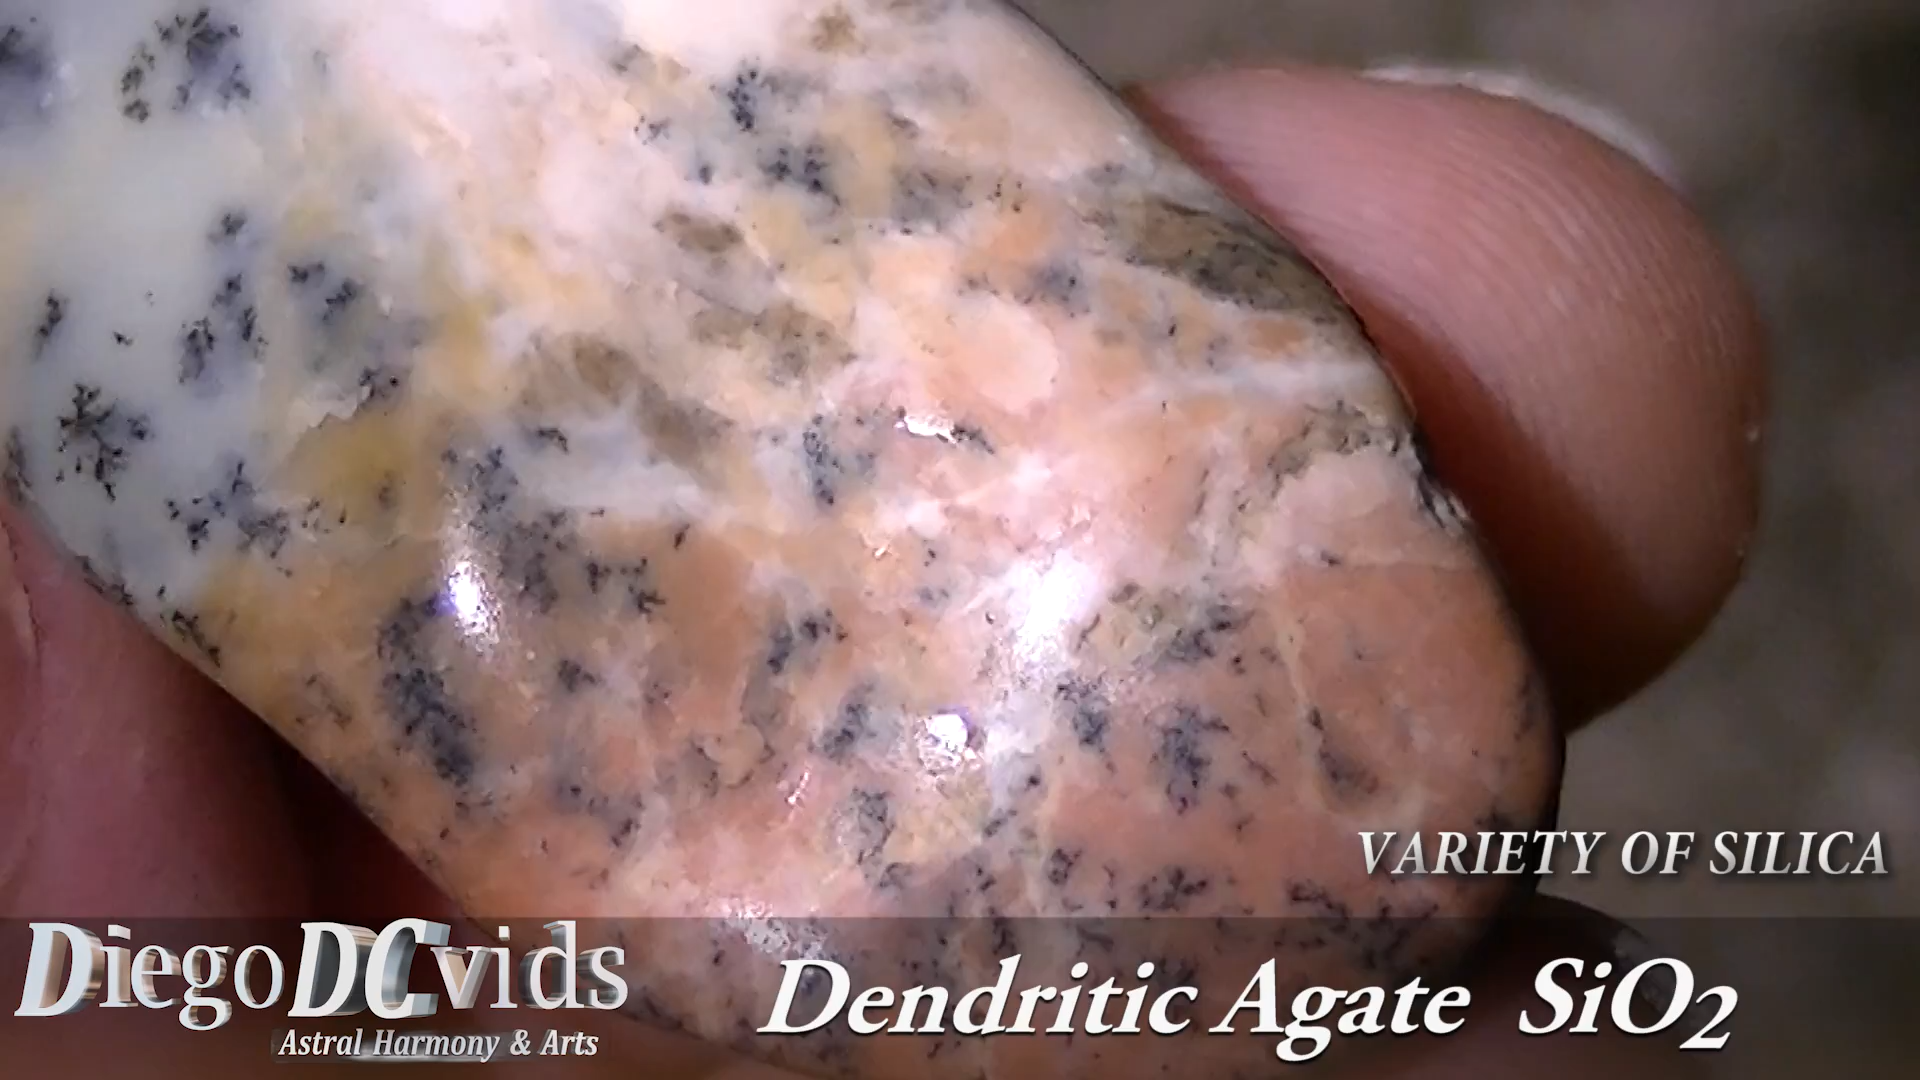 VARIETY OF SILICA
DiegoDCvids
Astral Harmony & Arts
Dendritic Agate SiO2